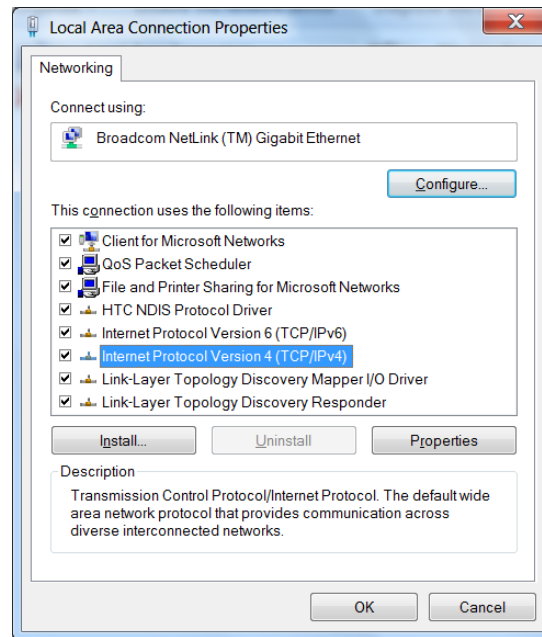 Local Area Connection Properties
Networking
Connect using:
Broadcom NetLink (TM) Gigabit Ethernet
Configure...
This connection uses the following items:
Client for Microsoft Networks
QoS Packet Scheduler
File and Printer Sharing for Microsoft Networks
HTC NDIS Protocol Driver
Internet Protocol Version 6 (TCP/IPv6)
Internet Protocol Version 4 (TCP/IPv4)
Link-Layer Topology Discovery Mapper I/O Driver
Link-Layer Topology Discovery Responder
Install... Uninstall Properties
Description
Transmission Control Protocol/Internet Protocol. The default wide
area network protocol that provides communication across
diverse interconnected networks.
OK Cancel